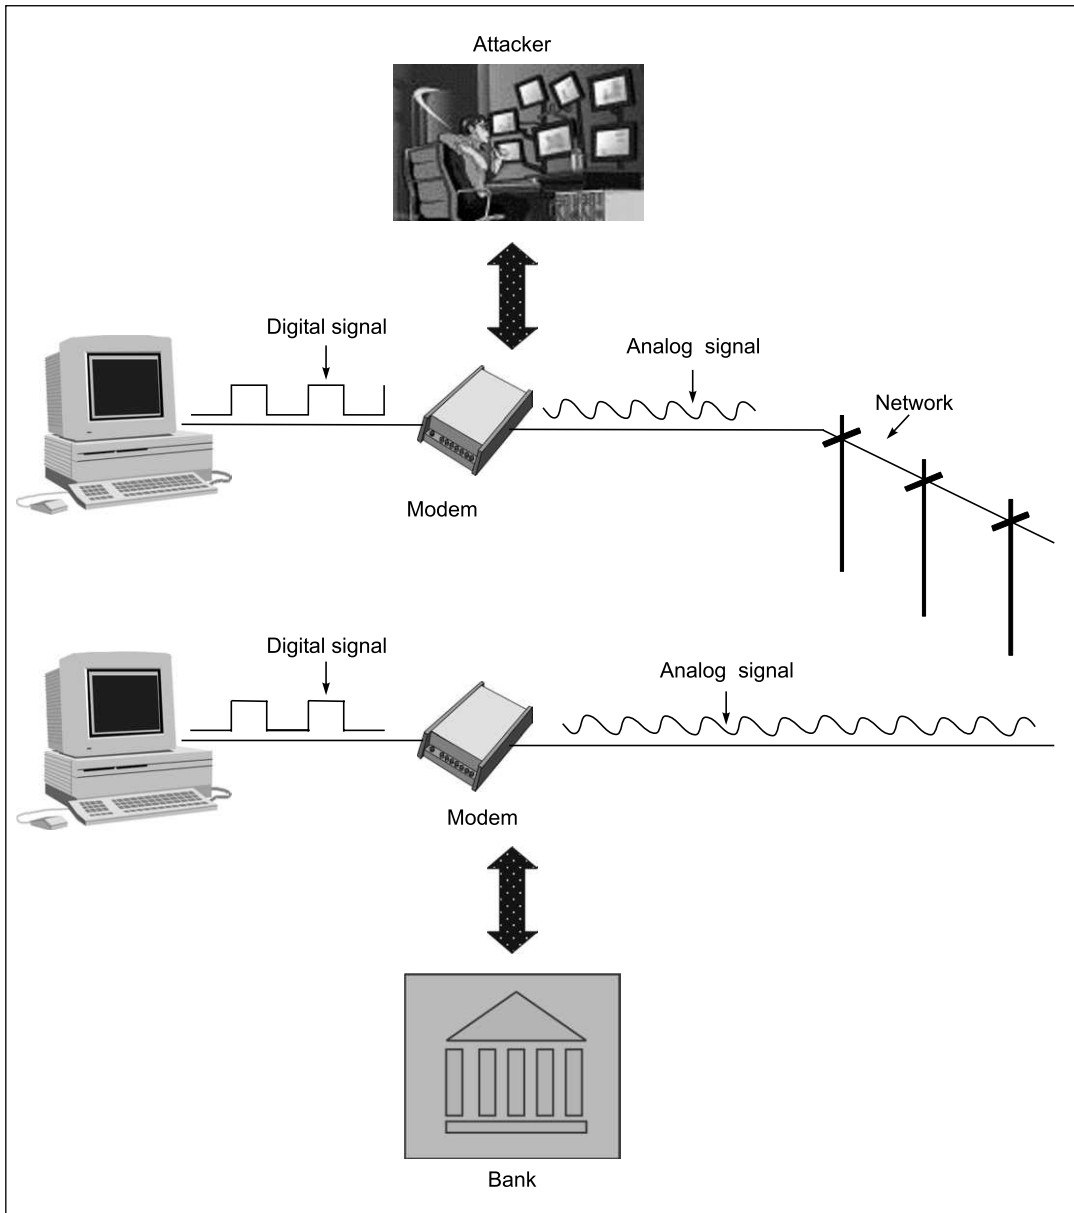 Attacker
Digital signal
Analog signal
Network
Modem
Digital signal
Analog signal
Modem
Bank